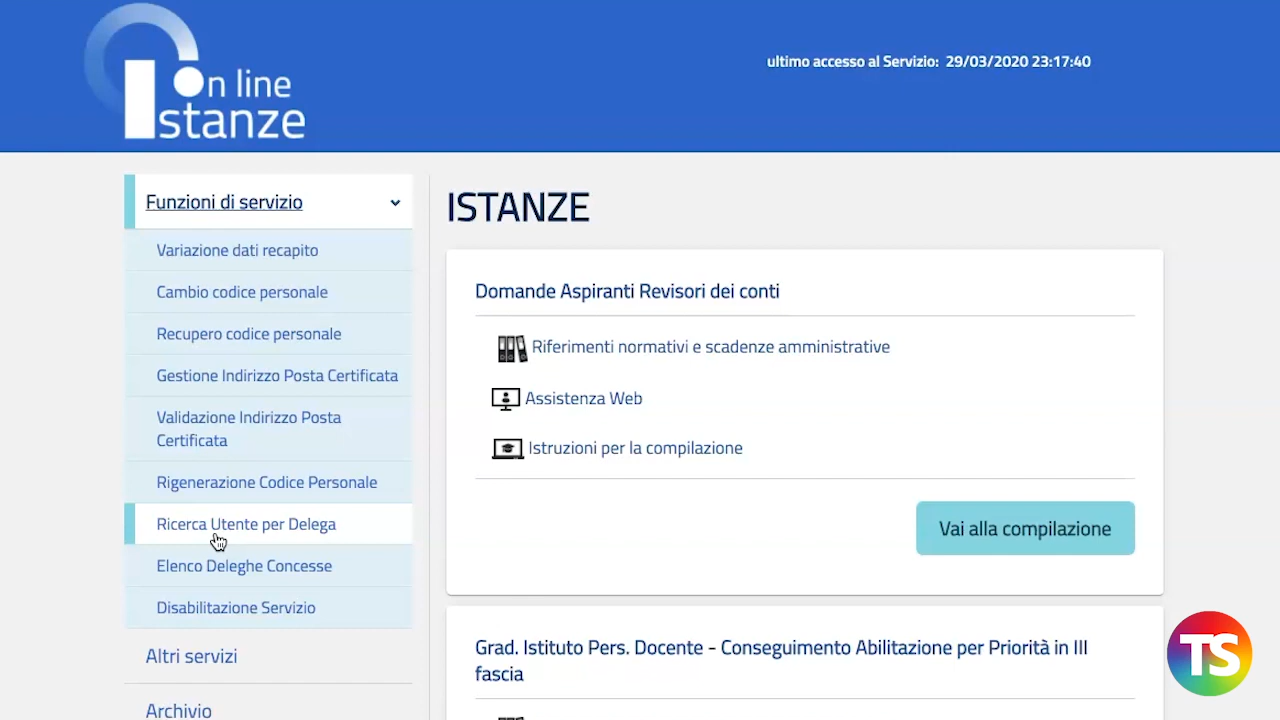 On line
Istanze
ultimo accesso al Servizio: 29/03/2020 23:17:40
Funzioni di servizio
Variazione dati recapito
Cambio codice personale
Recupero codice personale
Gestione Indirizzo Posta Certificata
Validazione Indirizzo Posta
Certificata
Rigenerazione Codice Personale
Ricerca Utente per Delega
Elenco Deleghe Concesse
Disabilitazione Servizio
Altri servizi
Archivio
ISTANZE
Domande Aspiranti Revisori dei conti
Riferimenti normativi e scadenze amministrative
Assistenza Web
Istruzioni per la compilazione
Vai alla compilazione
Grad. Istituto Pers. Docente - Conseguimento Abilitazione per Priorità in III
fascia
TS